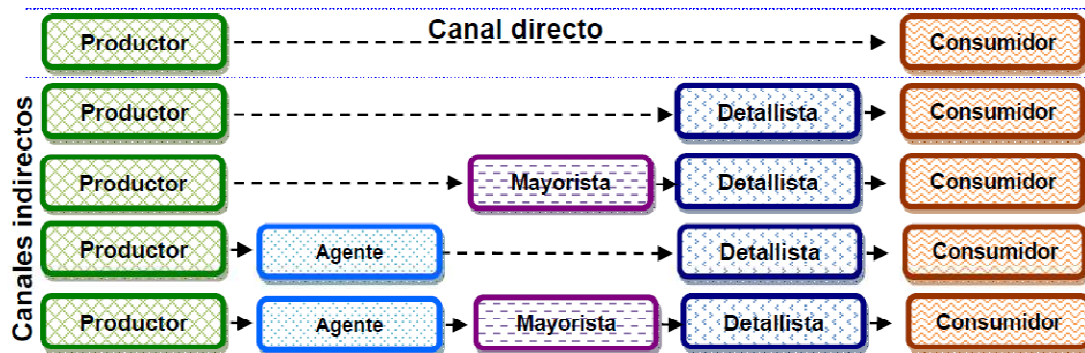 Productor Canal directo Consumidor
Canales indirectos
Productor Detallista Consumidor
Productor Mayorista Detallista Consumidor
Productor Agente Detallista Consumidor
Productor Agente Mayorista Detallista Consumidor